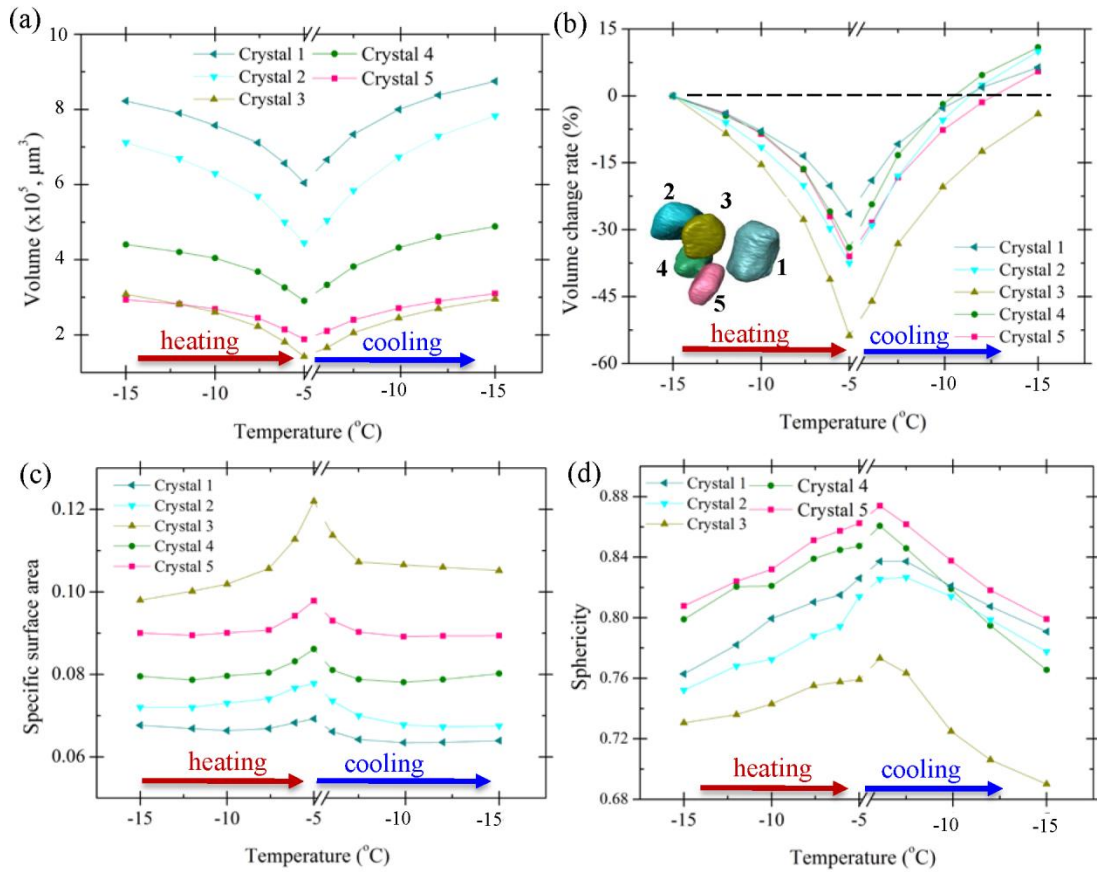 (a)
10
8
6
4
2
Volume (x10⁵, μm³)
Crystal 1
Crystal 2
Crystal 3
Crystal 4
Crystal 5
heating
cooling
-15
-10
-5
-10
-15
Temperature (°C)
(b)
0
-15
-30
-45
-60
Volume change rate (%)
2
3
4
1
5
Crystal 1
Crystal 2
Crystal 3
Crystal 4
Crystal 5
heating
cooling
-15
-10
-5
-10
-15
Temperature (°C)
(c)
0.12
0.10
0.08
0.06
Specific surface area
Crystal 1
Crystal 2
Crystal 3
Crystal 4
Crystal 5
heating
cooling
-15
-10
-5
-10
-15
Temperature (°C)
(d)
0.88
0.84
0.80
0.76
0.72
0.68
Sphericity
Crystal 1
Crystal 2
Crystal 3
Crystal 4
Crystal 5
heating
cooling
-15
-10
-5
-10
-15
Temperature (°C)